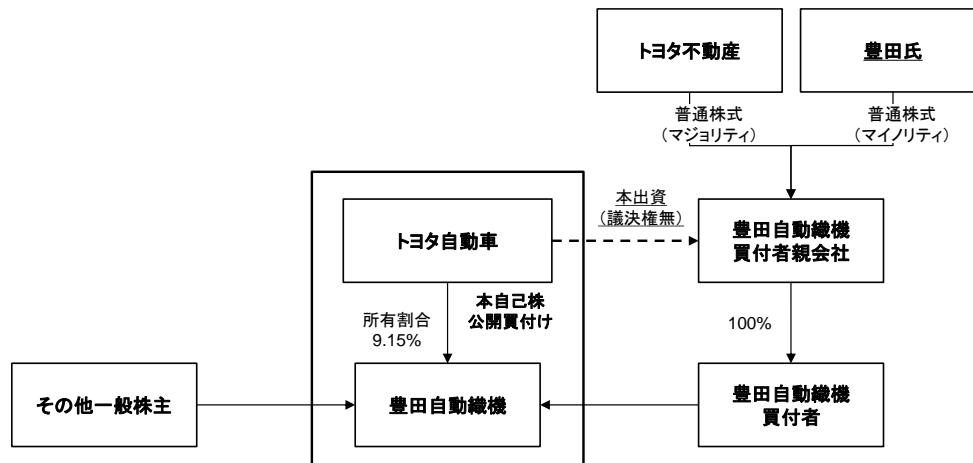 トヨタ不動産
豊田氏
普通株式
（マジョリティ）
普通株式
（マイノリティ）
本出資
（議決権無）
トヨタ自動車
豊田自動織機
買付者親会社
所有割合
9.15%
本自己株
公開買付け
100%
その他一般株主
豊田自動織機
豊田自動織機
買付者